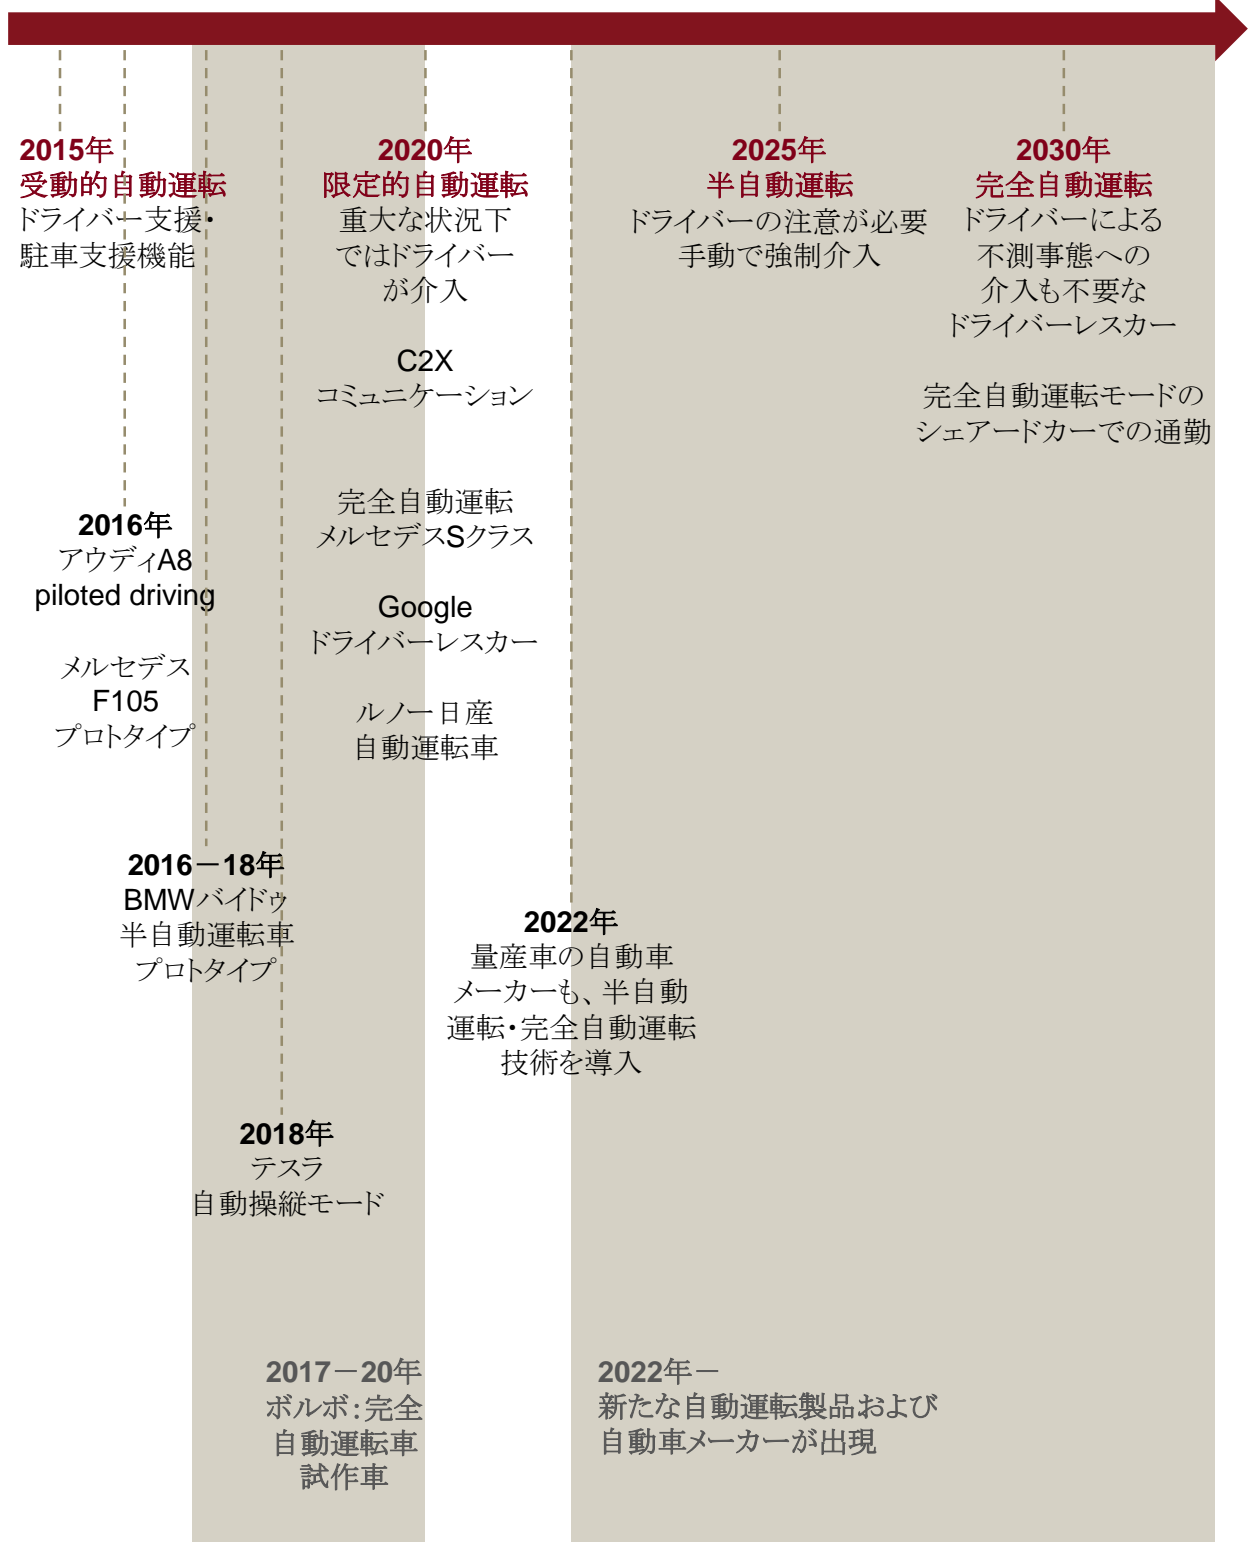 2015年
受動的自動運転
ドライバー支援・
駐車支援機能
2020年
限定的自動運転
重大な状況下
ではドライバー
が介入
C2X
コミュニケーション
完全自動運転
メルセデスSクラス
Google
ドライバーレスカー
ルノー日産
自動運転車
2025年
半自動運転
ドライバーの注意が必要
手動で強制介入
2030年
完全自動運転
ドライバーによる
不測事態への
介入も不要な
ドライバーレスカー
完全自動運転モードの
シェアードカーでの通勤
2016年
アウディA8
piloted driving
メルセデス
F105
プロトタイプ
2016－18年
BMWバイドゥ
半自動運転車
プロトタイプ
2022年
量産車の自動車
メーカーも、半自動
運転・完全自動運転
技術を導入
2018年
テスラ
自動操縦モード
2017－20年
ボルボ：完全
自動運転車
試作車
2022年－
新たな自動運転製品および
自動車メーカーが出現